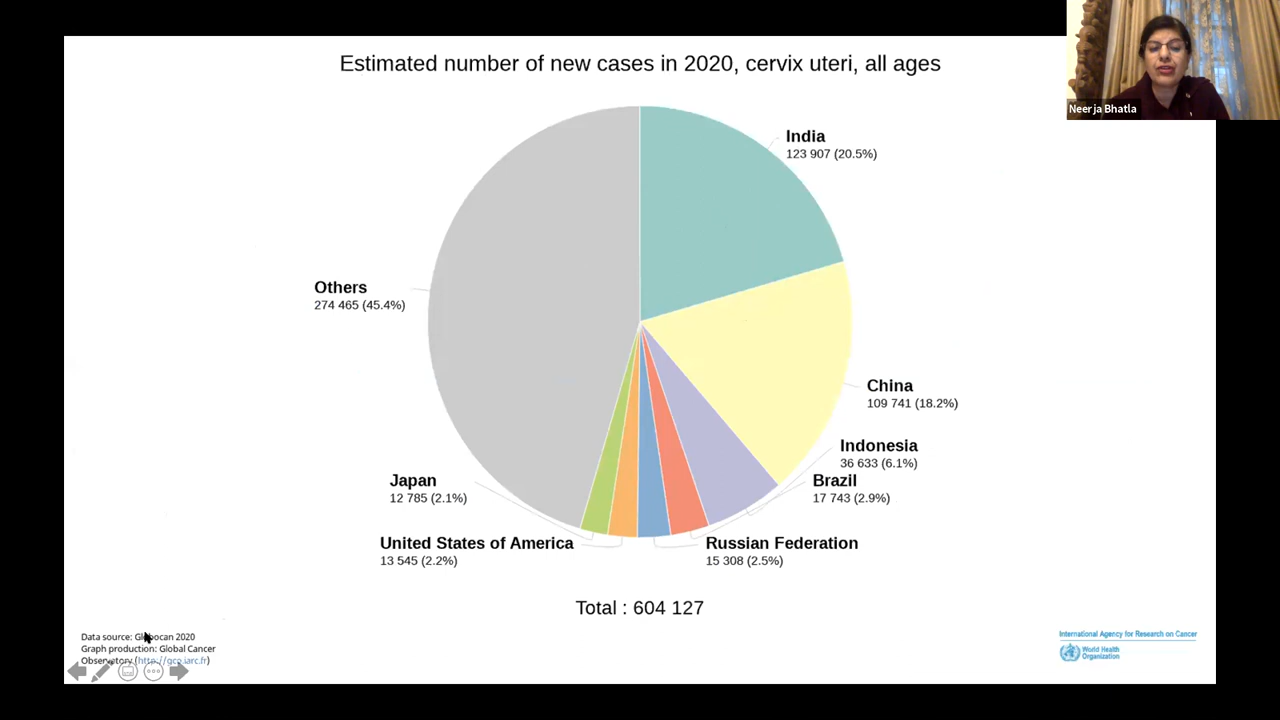 Estimated number of new cases in 2020, cervix uteri, all ages
Neerja Bhatla
India
123 907 (20.5%)
Others
274 465 (45.4%)
China
109 741 (18.2%)
Indonesia
36 633 (6.1%)
Brazil
17 743 (2.9%)
Japan
12 785 (2.1%)
United States of America
13 545 (2.2%)
Russian Federation
15 308 (2.5%)
Total : 604 127
Data source: Globocan 2020
Graph production: Global Cancer
Observatory (http://gco.iarc.fr)
International Agency for Research on Cancer
World Health
Organization